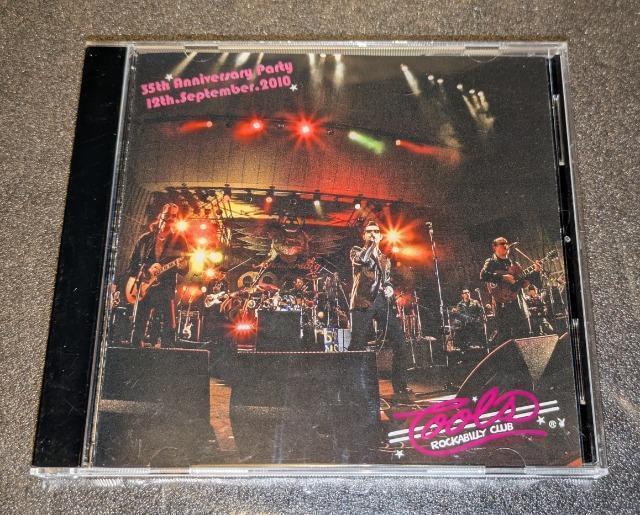 35th Anniversary Party
12th.September.2010
Cools
ROCKABILLY CLUB
®